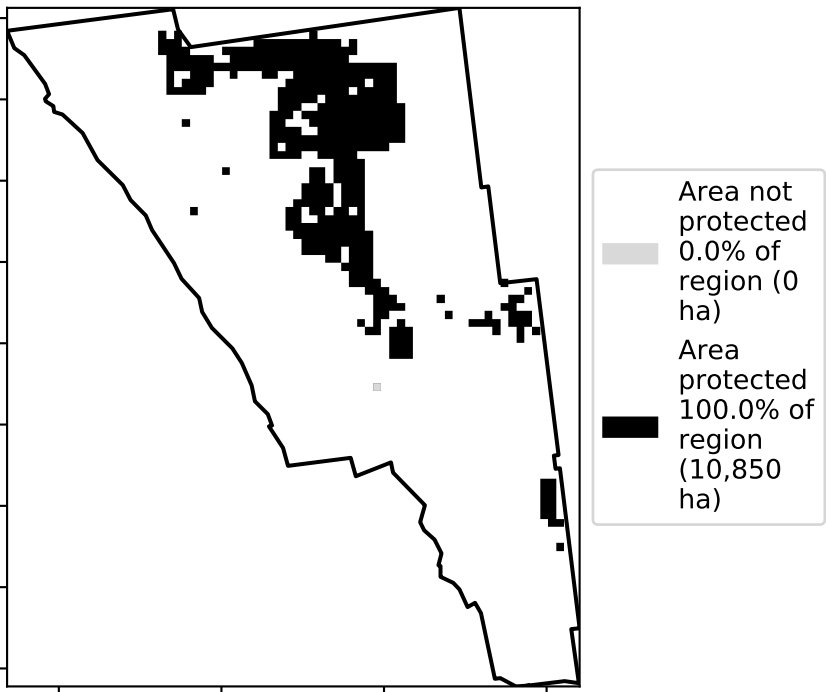 Area not
protected
0.0% of
region (0
ha)
Area
protected
100.0% of
region
(10,850
ha)